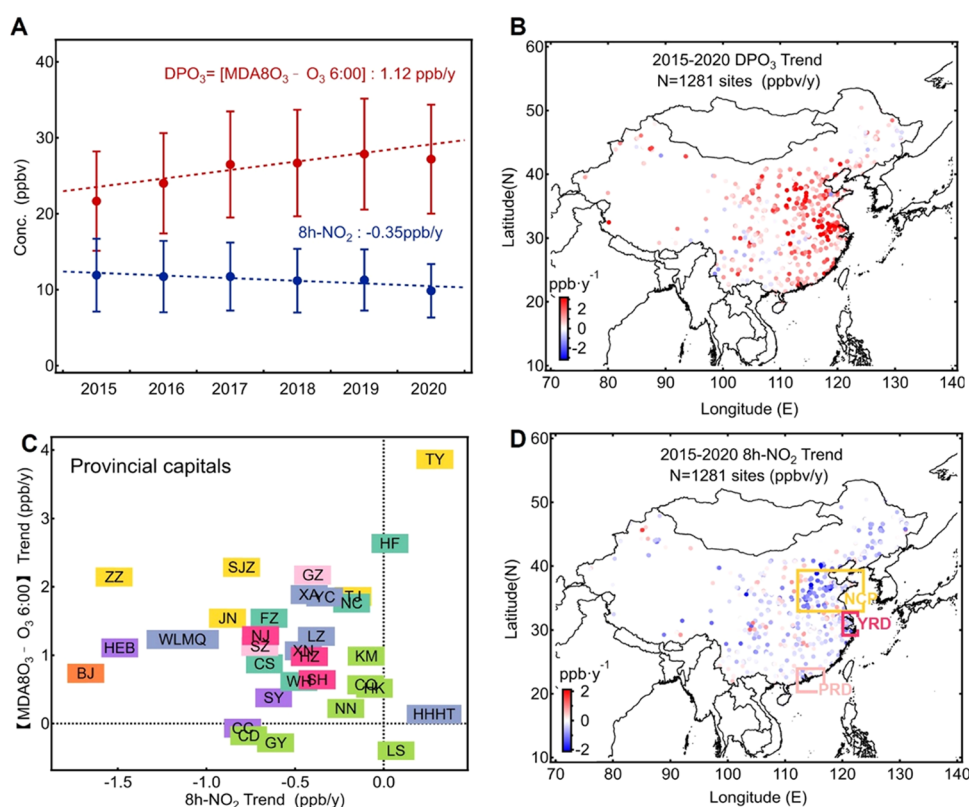 A
40
30
20
10
0
Conc. (ppbv)
DPO₃= [MDA8O₃ - O₃ 6:00] : 1.12 ppb/y
8h-NO₂ : -0.35ppb/y
2015 2016 2017 2018 2019 2020
B
60
50
40
30
20
10
Latitude(N)
2015-2020 DPO₃ Trend
N=1281 sites (ppbv/y)
ppb·y⁻¹
2
0
-2
70 80 90 100 110 120 130 140
Longitude (E)
C
4
3
2
1
0
【MDA8O₃ - O₃ 6:00】 Trend (ppb/y)
Provincial capitals
TY
HF
SJZ
ZZ
GZ
XA
YC
TJ
NC
JN
FZ
WLMQ
NJ
LZ
HEB
SZ
XN
HZ
KM
CS
BJ
WH
SH
CQ
HK
SY
NN
HHHT
CC
CD
GY
LS
-1.5 -1.0 -0.5 0.0
8h-NO₂ Trend (ppb/y)
D
60
50
40
30
20
10
Latitude(N)
2015-2020 8h-NO₂ Trend
N=1281 sites (ppbv/y)
NCP
YRD
PRD
ppb·y⁻¹
2
0
-2
70 80 90 100 110 120 130 140
Longitude (E)